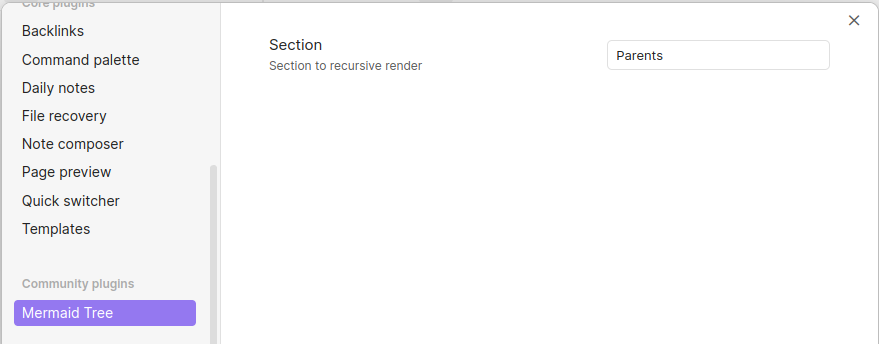 Core plugins
Backlinks
Command palette
Daily notes
File recovery
Note composer
Page preview
Quick switcher
Templates
Community plugins
Mermaid Tree
Section
Section to recursive render
Parents